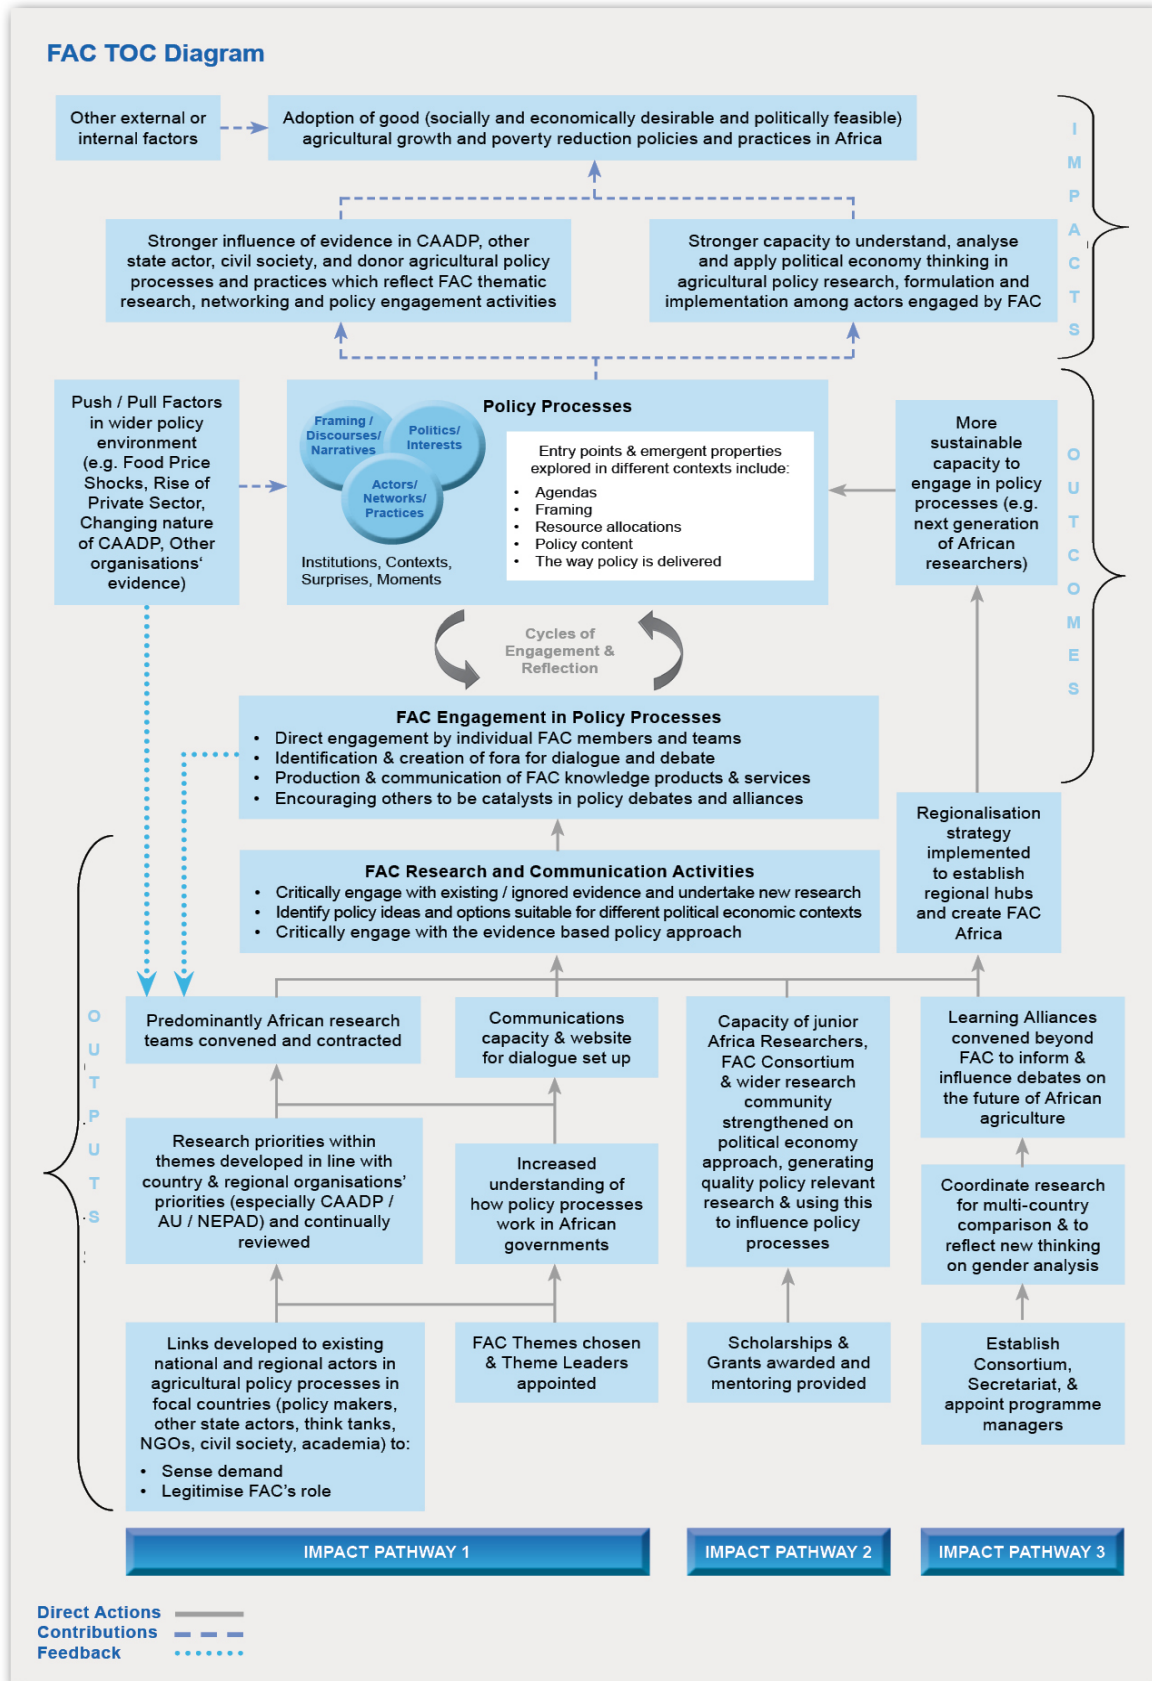 FAC TOC Diagram
Other external or
internal factors
Adoption of good (socially and economically desirable and politically feasible)
agricultural growth and poverty reduction policies and practices in Africa
IMPACTS
Stronger influence of evidence in CAADP, other
state actor, civil society, and donor agricultural policy
processes and practices which reflect FAC thematic
research, networking and policy engagement activities
Stronger capacity to understand, analyse
and apply political economy thinking in
agricultural policy research, formulation and
implementation among actors engaged by FAC
Push / Pull Factors
in wider policy
environment
(e.g. Food Price
Shocks, Rise of
Private Sector,
Changing nature
of CAADP, Other
organisations‘
evidence)
Policy Processes
Framing /
Discourses/
Narratives
Politics/
Interests
Actors/
Networks/
Practices
Institutions, Contexts,
Surprises, Moments
Entry points & emergent properties
explored in different contexts include:
• Agendas
• Framing
• Resource allocations
• Policy content
• The way policy is delivered
More
sustainable
capacity to
engage in policy
processes (e.g.
next generation
of African
researchers)
OUTCOMES
Cycles of
Engagement &
Reflection
FAC Engagement in Policy Processes
• Direct engagement by individual FAC members and teams
• Identification & creation of fora for dialogue and debate
• Production & communication of FAC knowledge products & services
• Encouraging others to be catalysts in policy debates and alliances
Regionalisation
strategy
implemented
to establish
regional hubs
and create FAC
Africa
FAC Research and Communication Activities
• Critically engage with existing / ignored evidence and undertake new research
• Identify policy ideas and options suitable for different political economic contexts
• Critically engage with the evidence based policy approach
OUTPUTS
Predominantly African research
teams convened and contracted
Communications
capacity & website
for dialogue set up
Capacity of junior
Africa Researchers,
FAC Consortium
& wider research
community
strengthened on
political economy
approach, generating
quality policy relevant
research & using this
to influence policy
processes
Learning Alliances
convened beyond
FAC to inform &
influence debates on
the future of African
agriculture
Research priorities within
themes developed in line with
country & regional organisations’
priorities (especially CAADP /
AU / NEPAD) and continually
reviewed
Increased
understanding of
how policy processes
work in African
governments
Coordinate research
for multi-country
comparison & to
reflect new thinking
on gender analysis
Links developed to existing
national and regional actors in
agricultural policy processes in
focal countries (policy makers,
other state actors, think tanks,
NGOs, civil society, academia) to:
• Sense demand
• Legitimise FAC’s role
FAC Themes chosen
& Theme Leaders
appointed
Scholarships &
Grants awarded and
mentoring provided
Establish
Consortium,
Secretariat, &
appoint programme
managers
IMPACT PATHWAY 1
IMPACT PATHWAY 2
IMPACT PATHWAY 3
Direct Actions
Contributions
Feedback